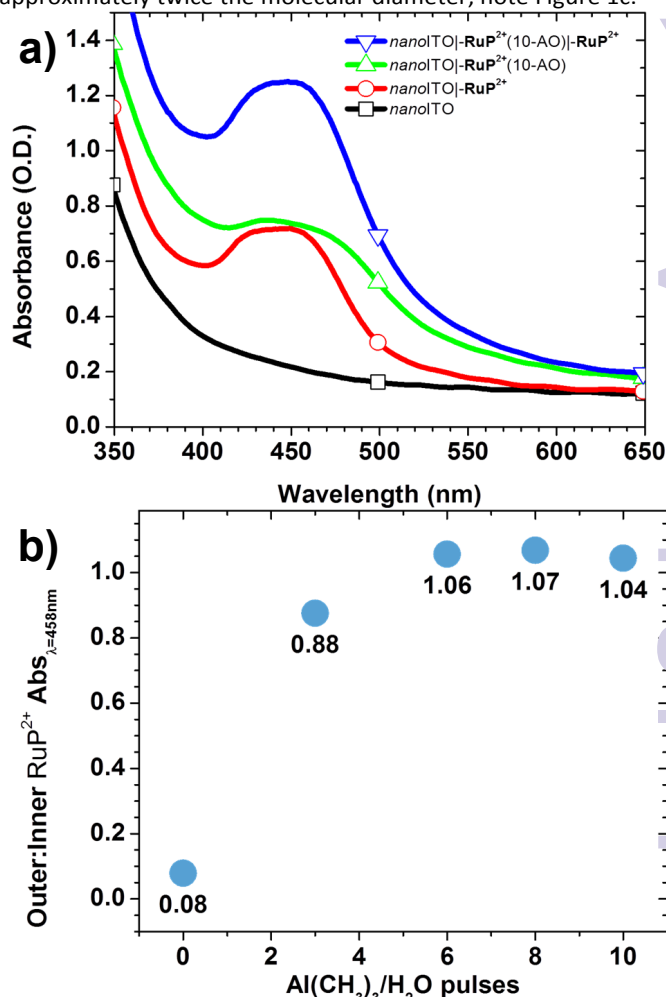 approximately twice the molecular diameter, note Figure 1c.
a)
nanoITO|-RuP²⁺(10-AO)|-RuP²⁺
nanoITO|-RuP²⁺(10-AO)
nanoITO|-RuP²⁺
nanoITO
Absorbance (O.D.)
1.4
1.2
1.0
0.8
0.6
0.4
0.2
0.0
350 400 450 500 550 600 650
Wavelength (nm)
b)
Outer:Inner RuP²⁺ Abs λ=458nm
1.0
0.8
0.6
0.4
0.2
0.0
0.08
0.88
1.06
1.07
1.04
0 2 4 6 8 10
Al(CH₃)₃/H₂O pulses